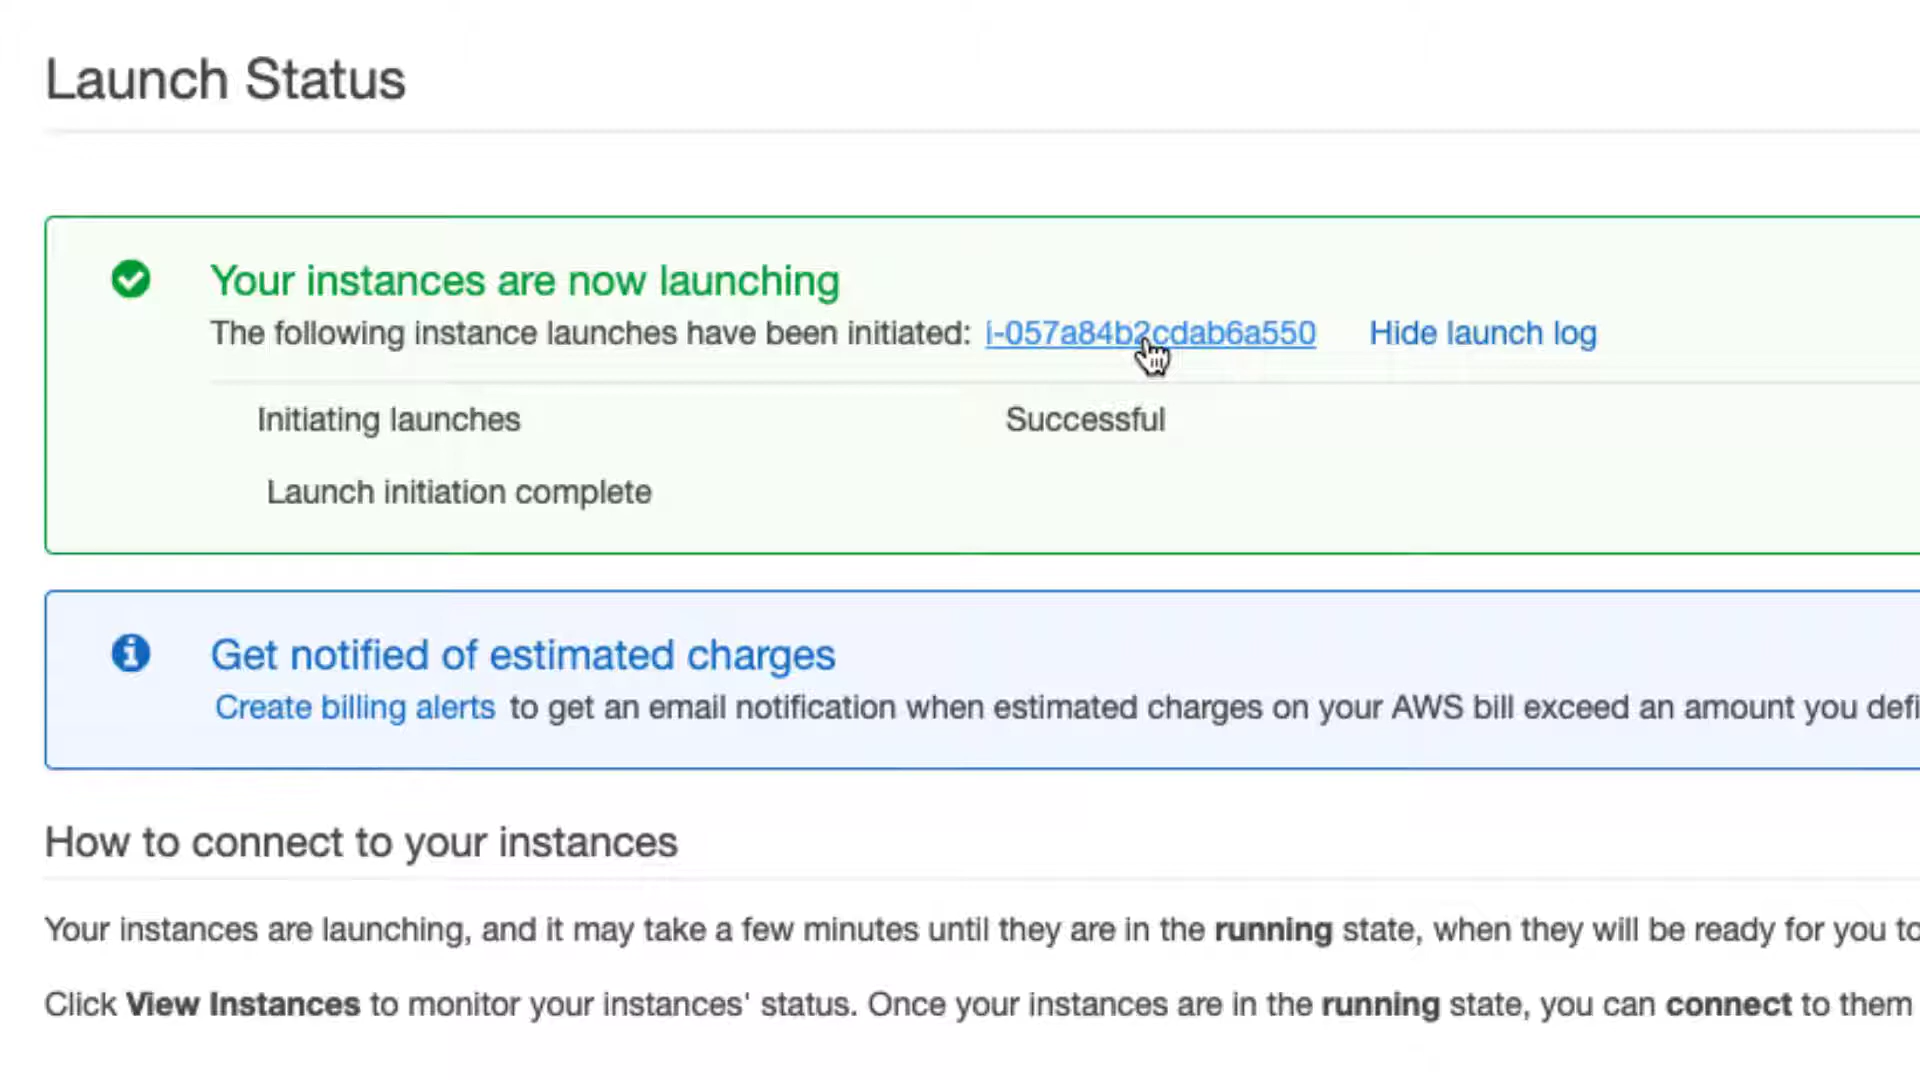 Launch Status
Your instances are now launching
The following instance launches have been initiated: i-057a84b2cdab6a550 Hide launch log
Initiating launches Successful
Launch initiation complete
Get notified of estimated charges
Create billing alerts to get an email notification when estimated charges on your AWS bill exceed an amount you defi
How to connect to your instances
Your instances are launching, and it may take a few minutes until they are in the running state, when they will be ready for you to
Click View Instances to monitor your instances' status. Once your instances are in the running state, you can connect to them